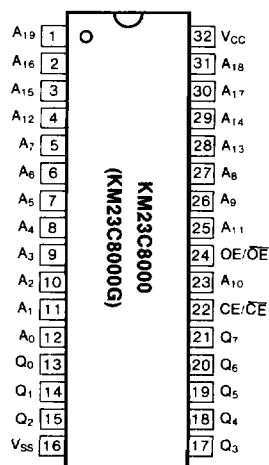 A19 1 32 VCC
A16 2 31 A18
A15 3 30 A17
A12 4 29 A14
A7 5 28 A13
A6 6 27 A8
A5 7 26 A9
A4 8 25 A11
A3 9 24 OE/O̅E̅
A2 10 23 A10
A1 11 22 CE/C̅E̅
A0 12 21 Q7
Q0 13 20 Q6
Q1 14 19 Q5
Q2 15 18 Q4
VSS 16 17 Q3
KM23C8000
(KM23C8000G)